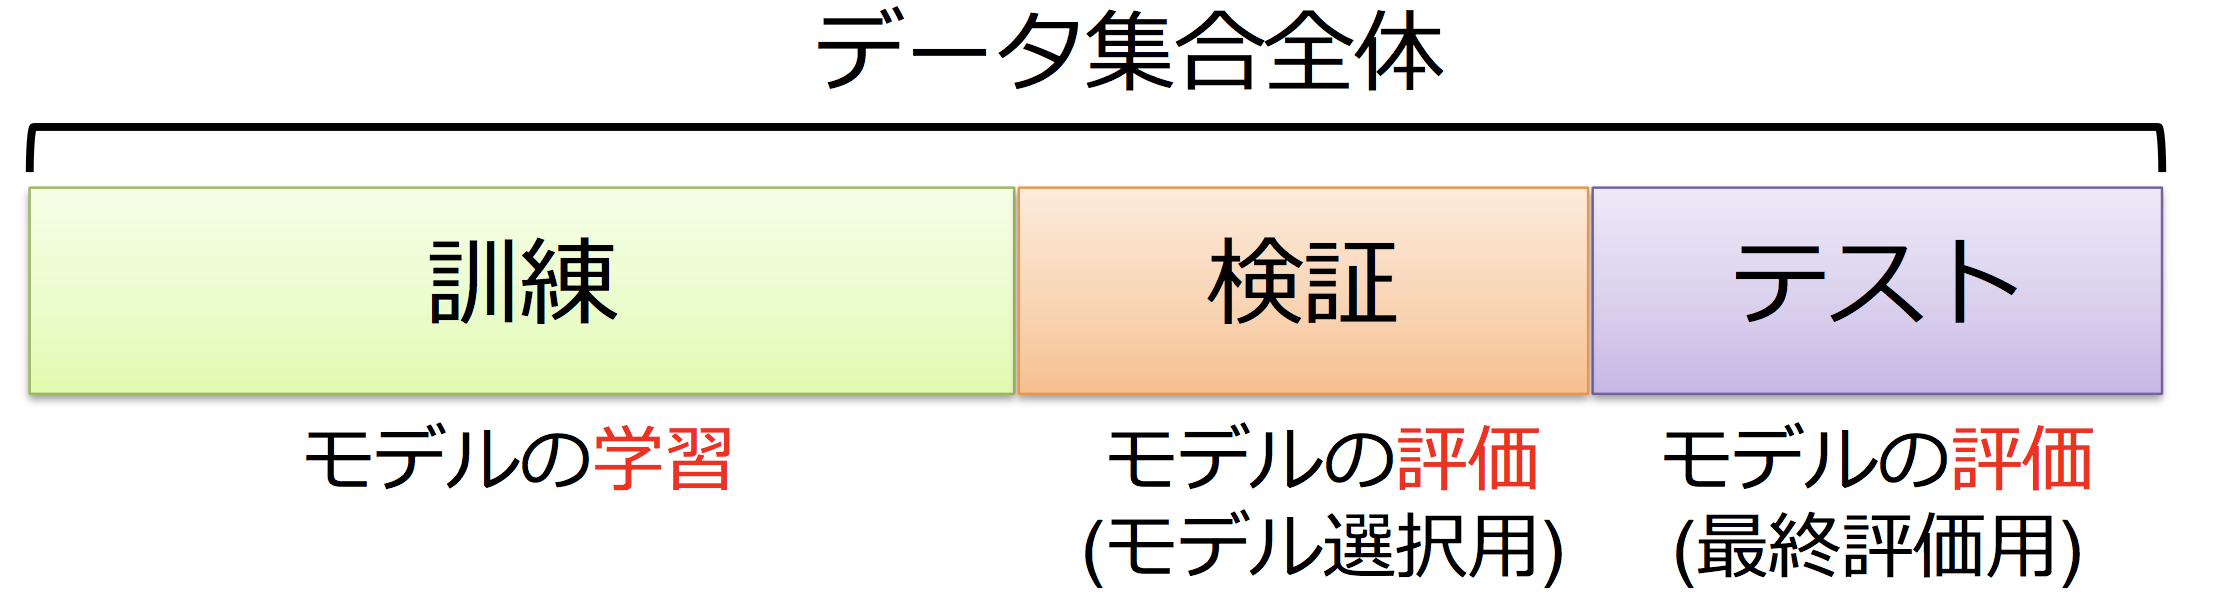 データ集合全体
訓練
検証
テスト
モデルの学習
モデルの評価
(モデル選択用)
モデルの評価
(最終評価用)